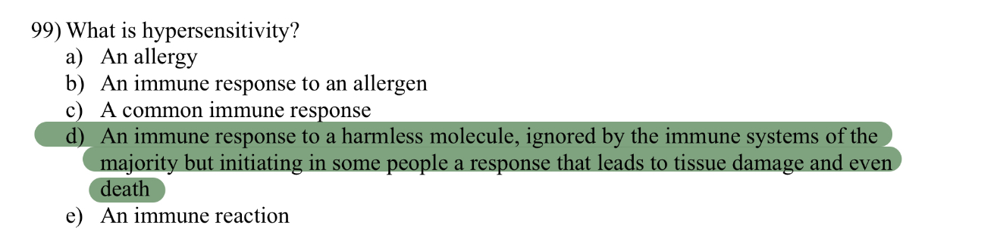 99) What is hypersensitivity?
a) An allergy
b) An immune response to an allergen
c) A common immune response
d) An immune response to a harmless molecule, ignored by the immune systems of the
majority but initiating in some people a response that leads to tissue damage and even
death
e) An immune reaction